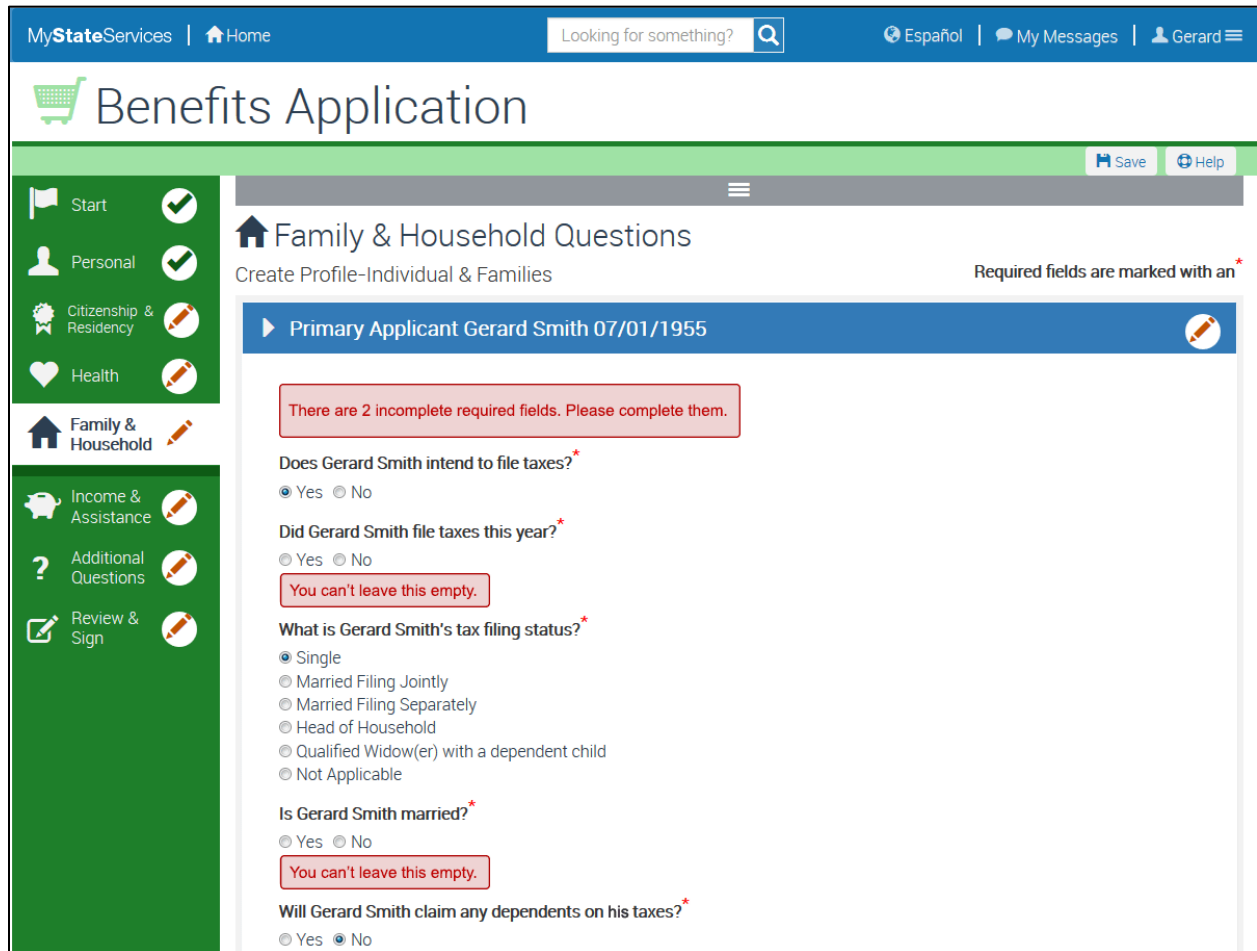 MyStateServices | Home Looking for something? Español | My Messages | Gerard
Benefits Application
Save Help
Start
Personal
Citizenship &
Residency
Health
Family &
Household
Income &
Assistance
? Additional
Questions
Review &
Sign
Family & Household Questions
Create Profile-Individual & Families Required fields are marked with an*
Primary Applicant Gerard Smith 07/01/1955
There are 2 incomplete required fields. Please complete them.
Does Gerard Smith intend to file taxes?*
Yes No
Did Gerard Smith file taxes this year?*
Yes No
You can't leave this empty.
What is Gerard Smith's tax filing status?*
Single
Married Filing Jointly
Married Filing Separately
Head of Household
Qualified Widow(er) with a dependent child
Not Applicable
Is Gerard Smith married?*
Yes No
You can't leave this empty.
Will Gerard Smith claim any dependents on his taxes?*
Yes No